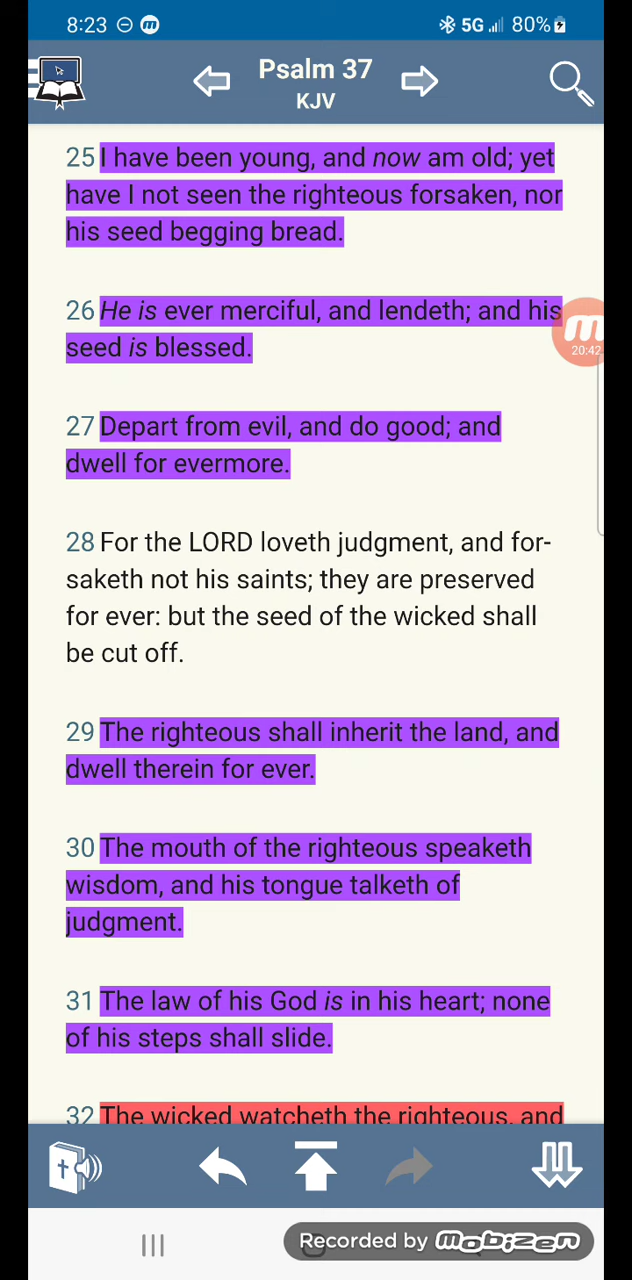 8:23 m 5G 80%
Psalm 37
KJV
25 I have been young, and now am old; yet
have I not seen the righteous forsaken, nor
his seed begging bread.
26 He is ever merciful, and lendeth; and his
seed is blessed.
m
20:42
27 Depart from evil, and do good; and
dwell for evermore.
28 For the LORD loveth judgment, and for-
saketh not his saints; they are preserved
for ever: but the seed of the wicked shall
be cut off.
29 The righteous shall inherit the land, and
dwell therein for ever.
30 The mouth of the righteous speaketh
wisdom, and his tongue talketh of
judgment.
31 The law of his God is in his heart; none
of his steps shall slide.
32 The wicked watcheth the righteous, and
Recorded by mobizen